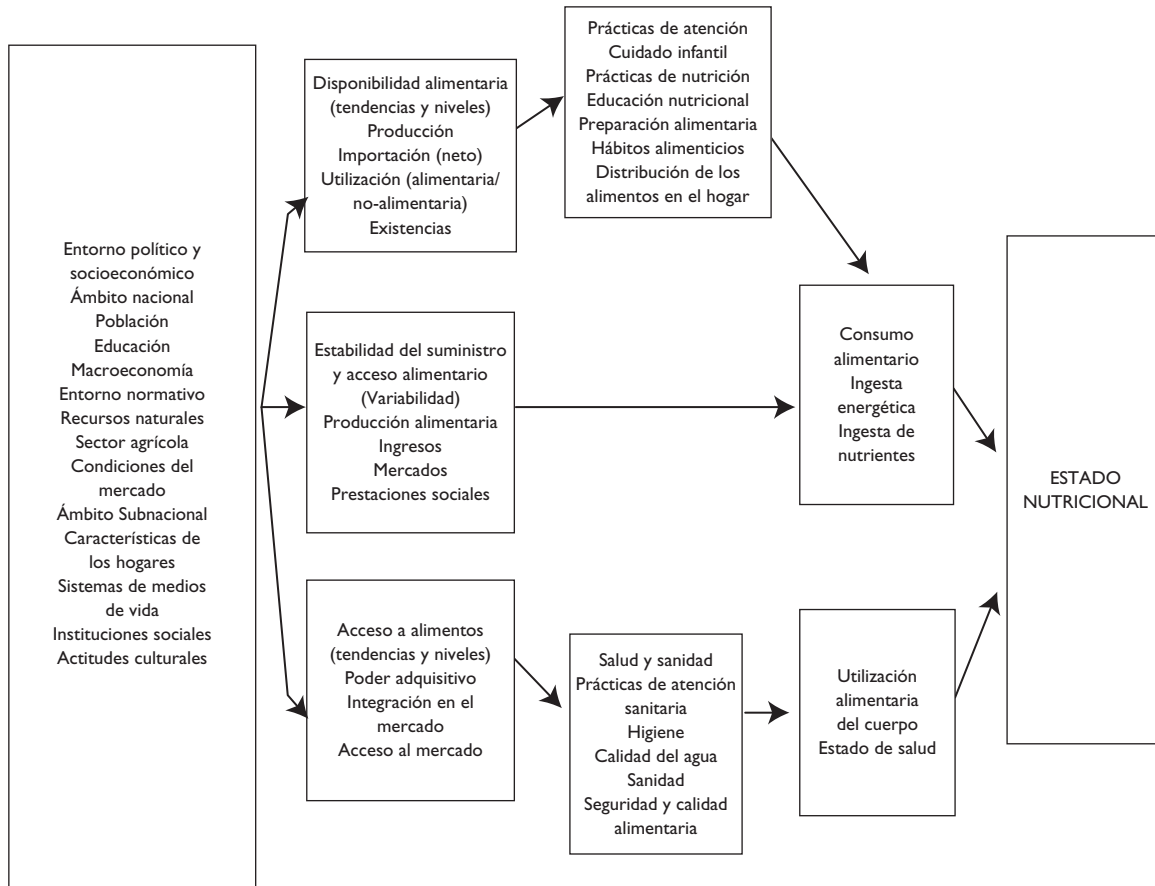 Entorno político y
socioeconómico
Ámbito nacional
Población
Educación
Macroeconomía
Entorno normativo
Recursos naturales
Sector agrícola
Condiciones del
mercado
Ámbito Subnacional
Características de
los hogares
Sistemas de medios
de vida
Instituciones sociales
Actitudes culturales
Disponibilidad alimentaria
(tendencias y niveles)
Producción
Importación (neto)
Utilización (alimentaria/
no-alimentaria)
Existencias
Prácticas de atención
Cuidado infantil
Prácticas de nutrición
Educación nutricional
Preparación alimentaria
Hábitos alimenticios
Distribución de los
alimentos en el hogar
Estabilidad del suministro
y acceso alimentario
(Variabilidad)
Producción alimentaria
Ingresos
Mercados
Prestaciones sociales
Consumo
alimentario
Ingesta
energética
Ingesta de
nutrientes
Acceso a alimentos
(tendencias y niveles)
Poder adquisitivo
Integración en el
mercado
Acceso al mercado
Salud y sanidad
Prácticas de atención
sanitaria
Higiene
Calidad del agua
Sanidad
Seguridad y calidad
alimentaria
Utilización
alimentaria
del cuerpo
Estado de salud
ESTADO
NUTRICIONAL